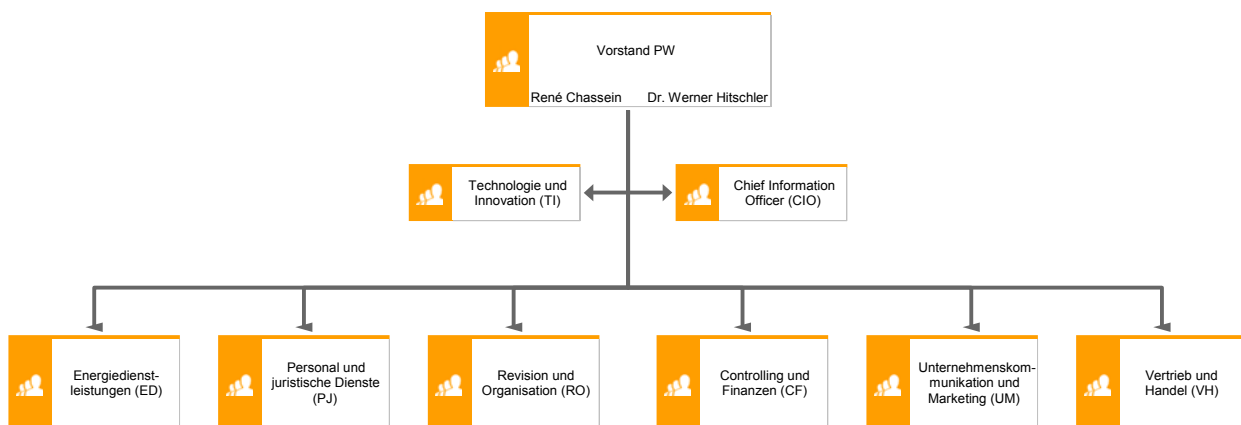 Vorstand PW
René Chassein Dr. Werner Hitschler
Technologie und
Innovation (TI)
Chief Information
Officer (CIO)
Energiedienst-
leistungen (ED)
Personal und
juristische Dienste
(PJ)
Revision und
Organisation (RO)
Controlling und
Finanzen (CF)
Unternehmenskom-
munikation und
Marketing (UM)
Vertrieb und
Handel (VH)